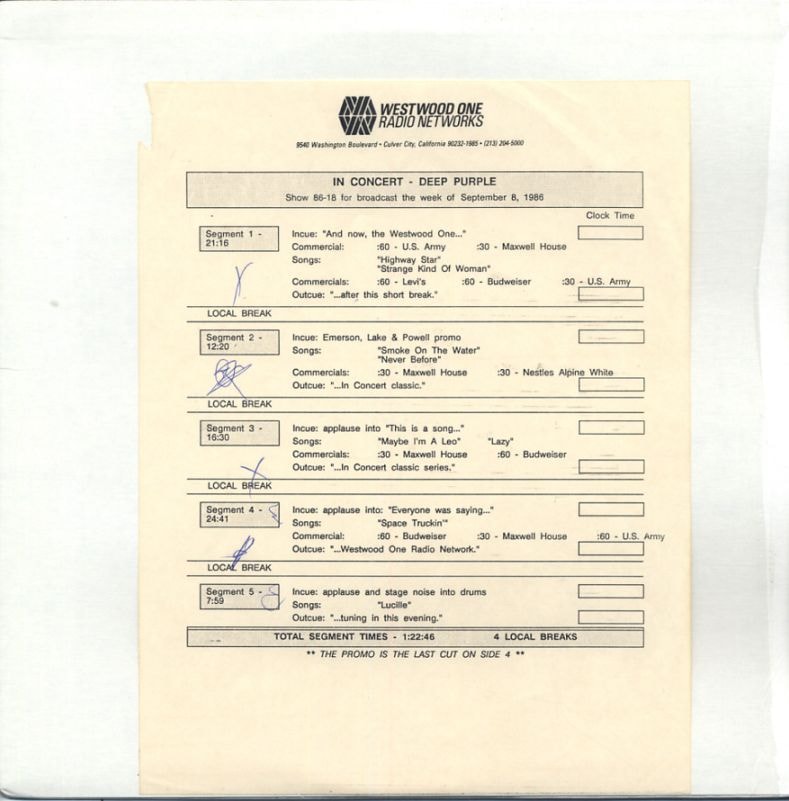 WESTWOOD ONE
RADIO NETWORKS
9540 Washington Boulevard • Culver City, California 90232-1985 • (213) 204-5000
IN CONCERT - DEEP PURPLE
Show 86-18 for broadcast the week of September 8, 1986
Clock Time
Segment 1 - Incue: "And now, the Westwood One..."
21:16
Commercial: :60 - U.S. Army :30 - Maxwell House
Songs: "Highway Star"
"Strange Kind Of Woman"
Commercials: :60 - Levi's :60 - Budweiser :30 - U.S. Army
Outcue: "...after this short break."
LOCAL BREAK
Segment 2 - Incue: Emerson, Lake & Powell promo
12:20
Songs: "Smoke On The Water"
"Never Before"
Commercials: :30 - Maxwell House :30 - Nestles Alpine White
Outcue: "...In Concert classic."
LOCAL BREAK
Segment 3 - Incue: applause into "This is a song..."
16:30
Songs: "Maybe I'm A Leo" "Lazy"
Commercials: :30 - Maxwell House :60 - Budweiser
Outcue: "...In Concert classic series."
LOCAL BREAK
Segment 4 - Incue: applause into: "Everyone was saying..."
24:41
Songs: "Space Truckin'"
Commercial: :60 - Budweiser :30 - Maxwell House :60 - U.S. Army
Outcue: "...Westwood One Radio Network."
LOCAL BREAK
Segment 5 - Incue: applause and stage noise into drums
7:59
Songs: "Lucille"
Outcue: "...tuning in this evening."
TOTAL SEGMENT TIMES - 1:22:46 4 LOCAL BREAKS
** THE PROMO IS THE LAST CUT ON SIDE 4 **